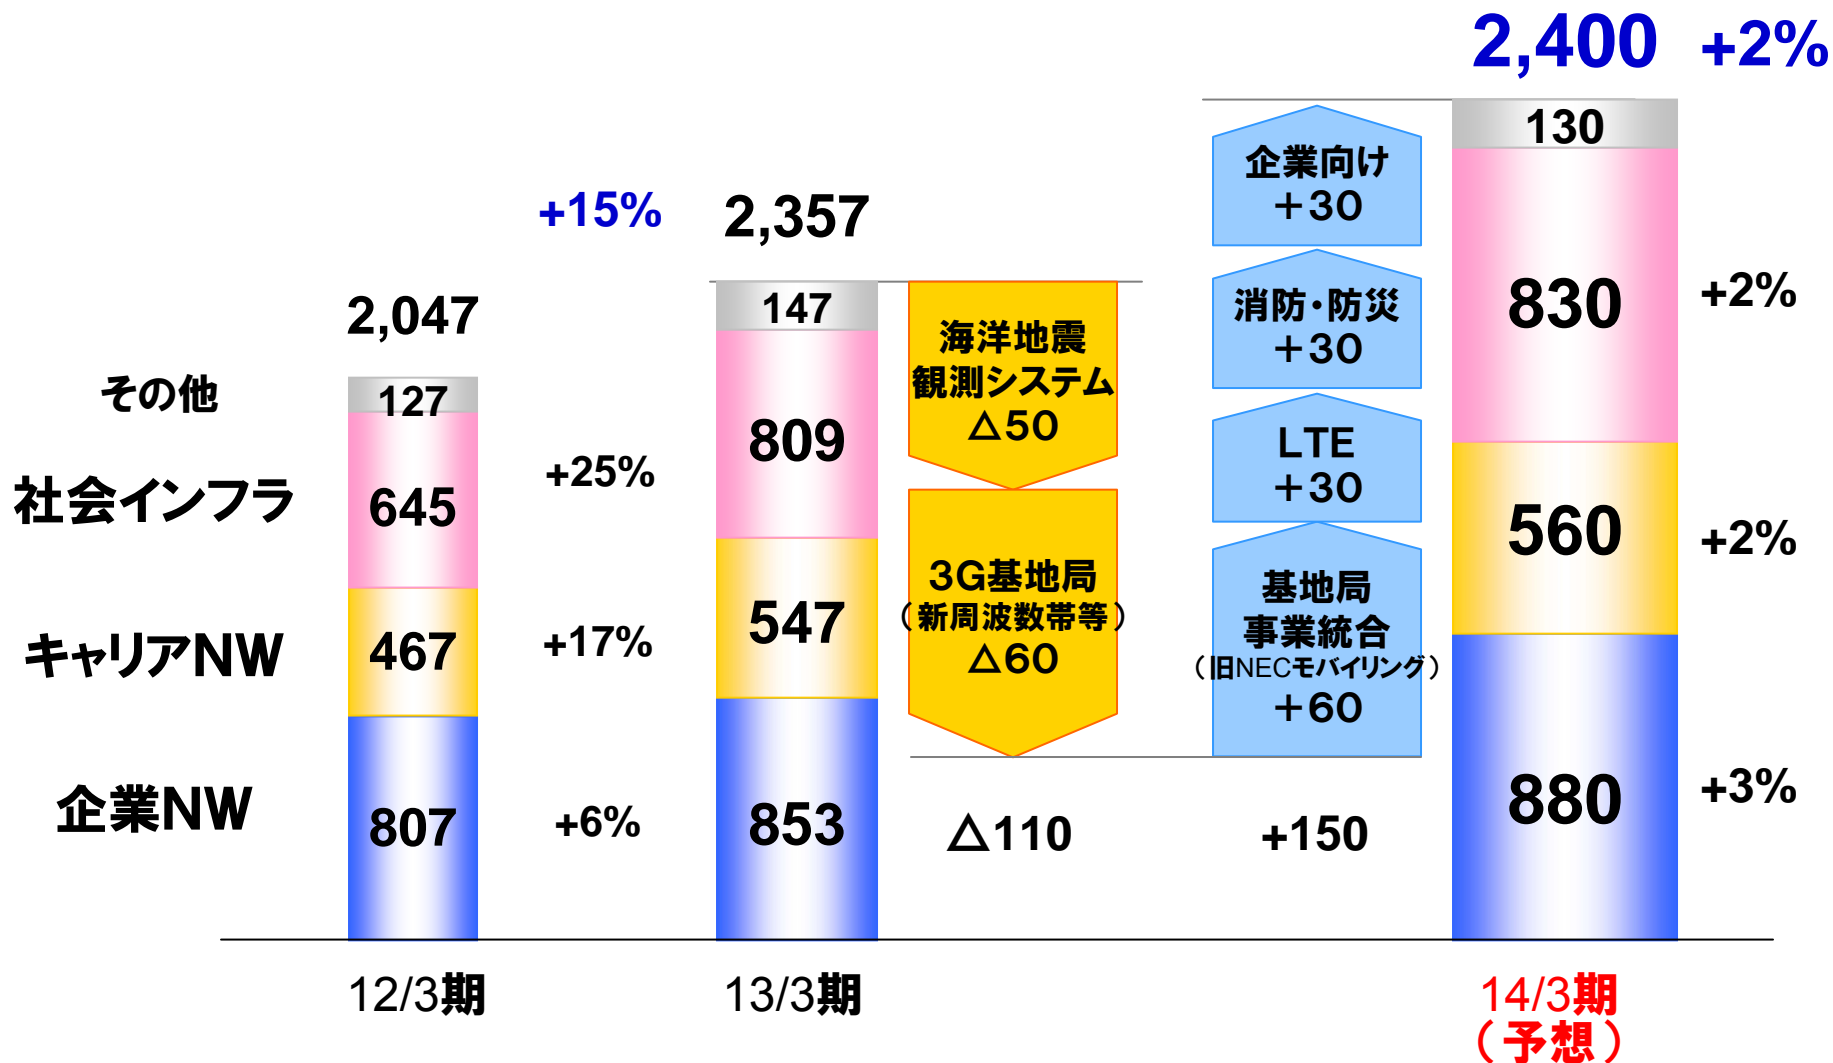 2,400 +2%
+15%
2,357
2,047
その他
社会インフラ
キャリアNW
企業NW
127
645
467
807
+25%
+17%
+6%
147
809
547
853
海洋地震
観測システム
△50
3G基地局
(新周波数帯等)
△60
△110
企業向け
+30
消防・防災
+30
LTE
+30
基地局
事業統合
(旧NECモバイリング)
+60
+150
130
830
560
880
+2%
+2%
+3%
12/3期
13/3期
14/3期
(予想)